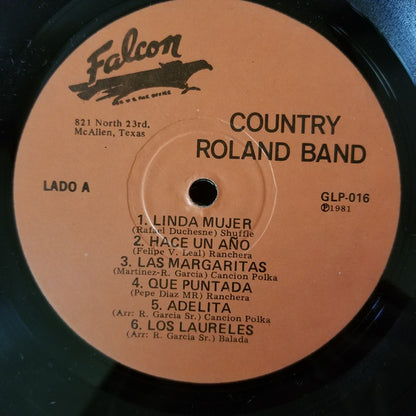 Falcon
821 North 23rd.
McAllen, Texas
COUNTRY
ROLAND BAND
LADO A
GLP-016
℗1981
1. LINDA MUJER
(Rafael Duchesne) Shuffle
2. HACE UN AÑO
(Felipe V. Leal) Ranchera
3. LAS MARGARITAS
(Martinez-R. Garcia) Cancion Polka
4. QUE PUNTADA
(Pepe Diaz MR) Ranchera
5. ADELITA
(Arr: R. Garcia Sr.) Cancion Polka
6. LOS LAURELES
(Arr: R. Garcia Sr.) Balada